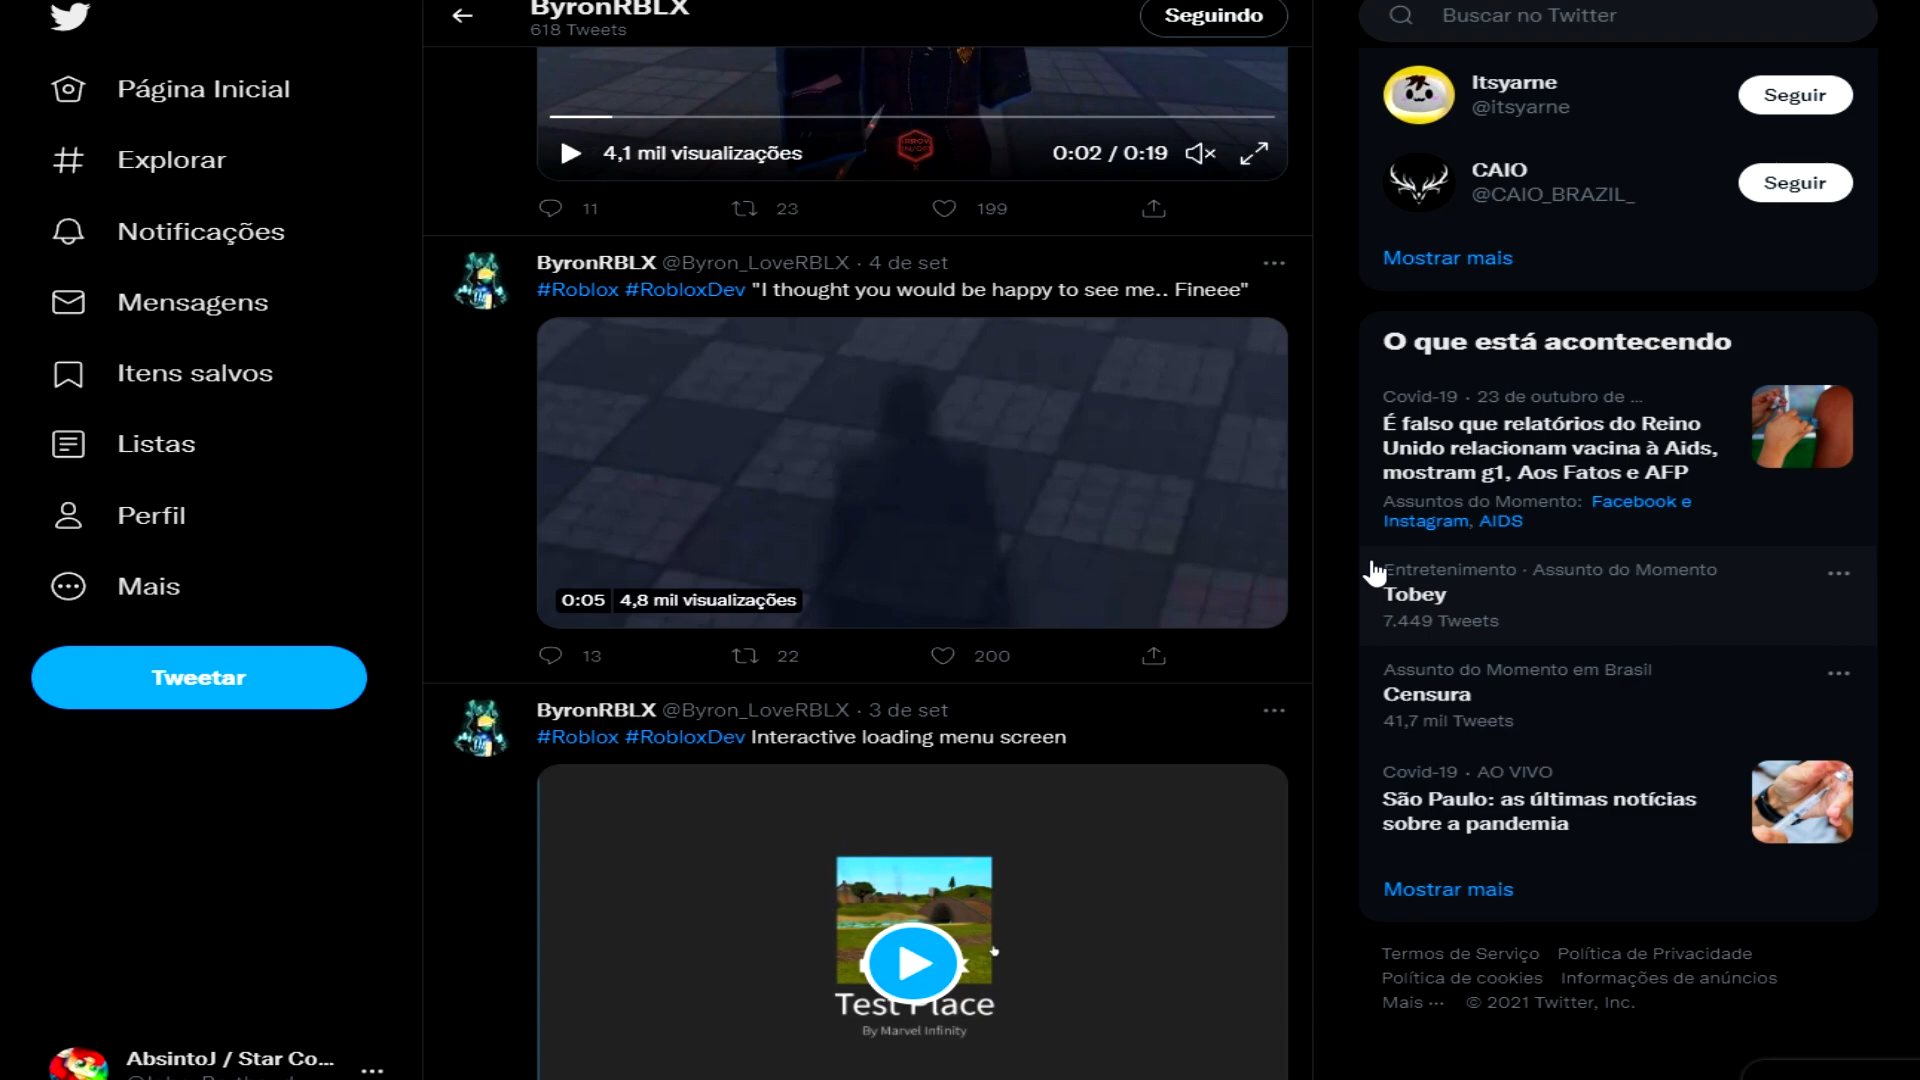 Página Inicial
Explorar
Notificações
Mensagens
Itens salvos
Listas
Perfil
Mais
Tweetar
AbsintoJ / Star Co...
ByronRBLX
618 Tweets
Seguindo
4,1 mil visualizações
0:02 / 0:19
11
23
199
ByronRBLX @Byron_LoveRBLX · 4 de set
#Roblox #RobloxDev "I thought you would be happy to see me.. Fineee"
0:05 4,8 mil visualizações
13
22
200
ByronRBLX @Byron_LoveRBLX · 3 de set
#Roblox #RobloxDev Interactive loading menu screen
Test Place
By Marvel Infinity
Buscar no Twitter
Itsyarne
@itsyarne
Seguir
CAIO
@CAIO_BRAZIL_
Seguir
Mostrar mais
O que está acontecendo
Covid-19 · 23 de outubro de ...
É falso que relatórios do Reino
Unido relacionam vacina à Aids,
mostram g1, Aos Fatos e AFP
Assuntos do Momento: Facebook e
Instagram, AIDS
Entretenimento · Assunto do Momento
Tobey
7.449 Tweets
Assunto do Momento em Brasil
Censura
41,7 mil Tweets
Covid-19 · AO VIVO
São Paulo: as últimas notícias
sobre a pandemia
Mostrar mais
Termos de Serviço Política de Privacidade
Política de cookies Informações de anúncios
Mais ··· © 2021 Twitter, Inc.